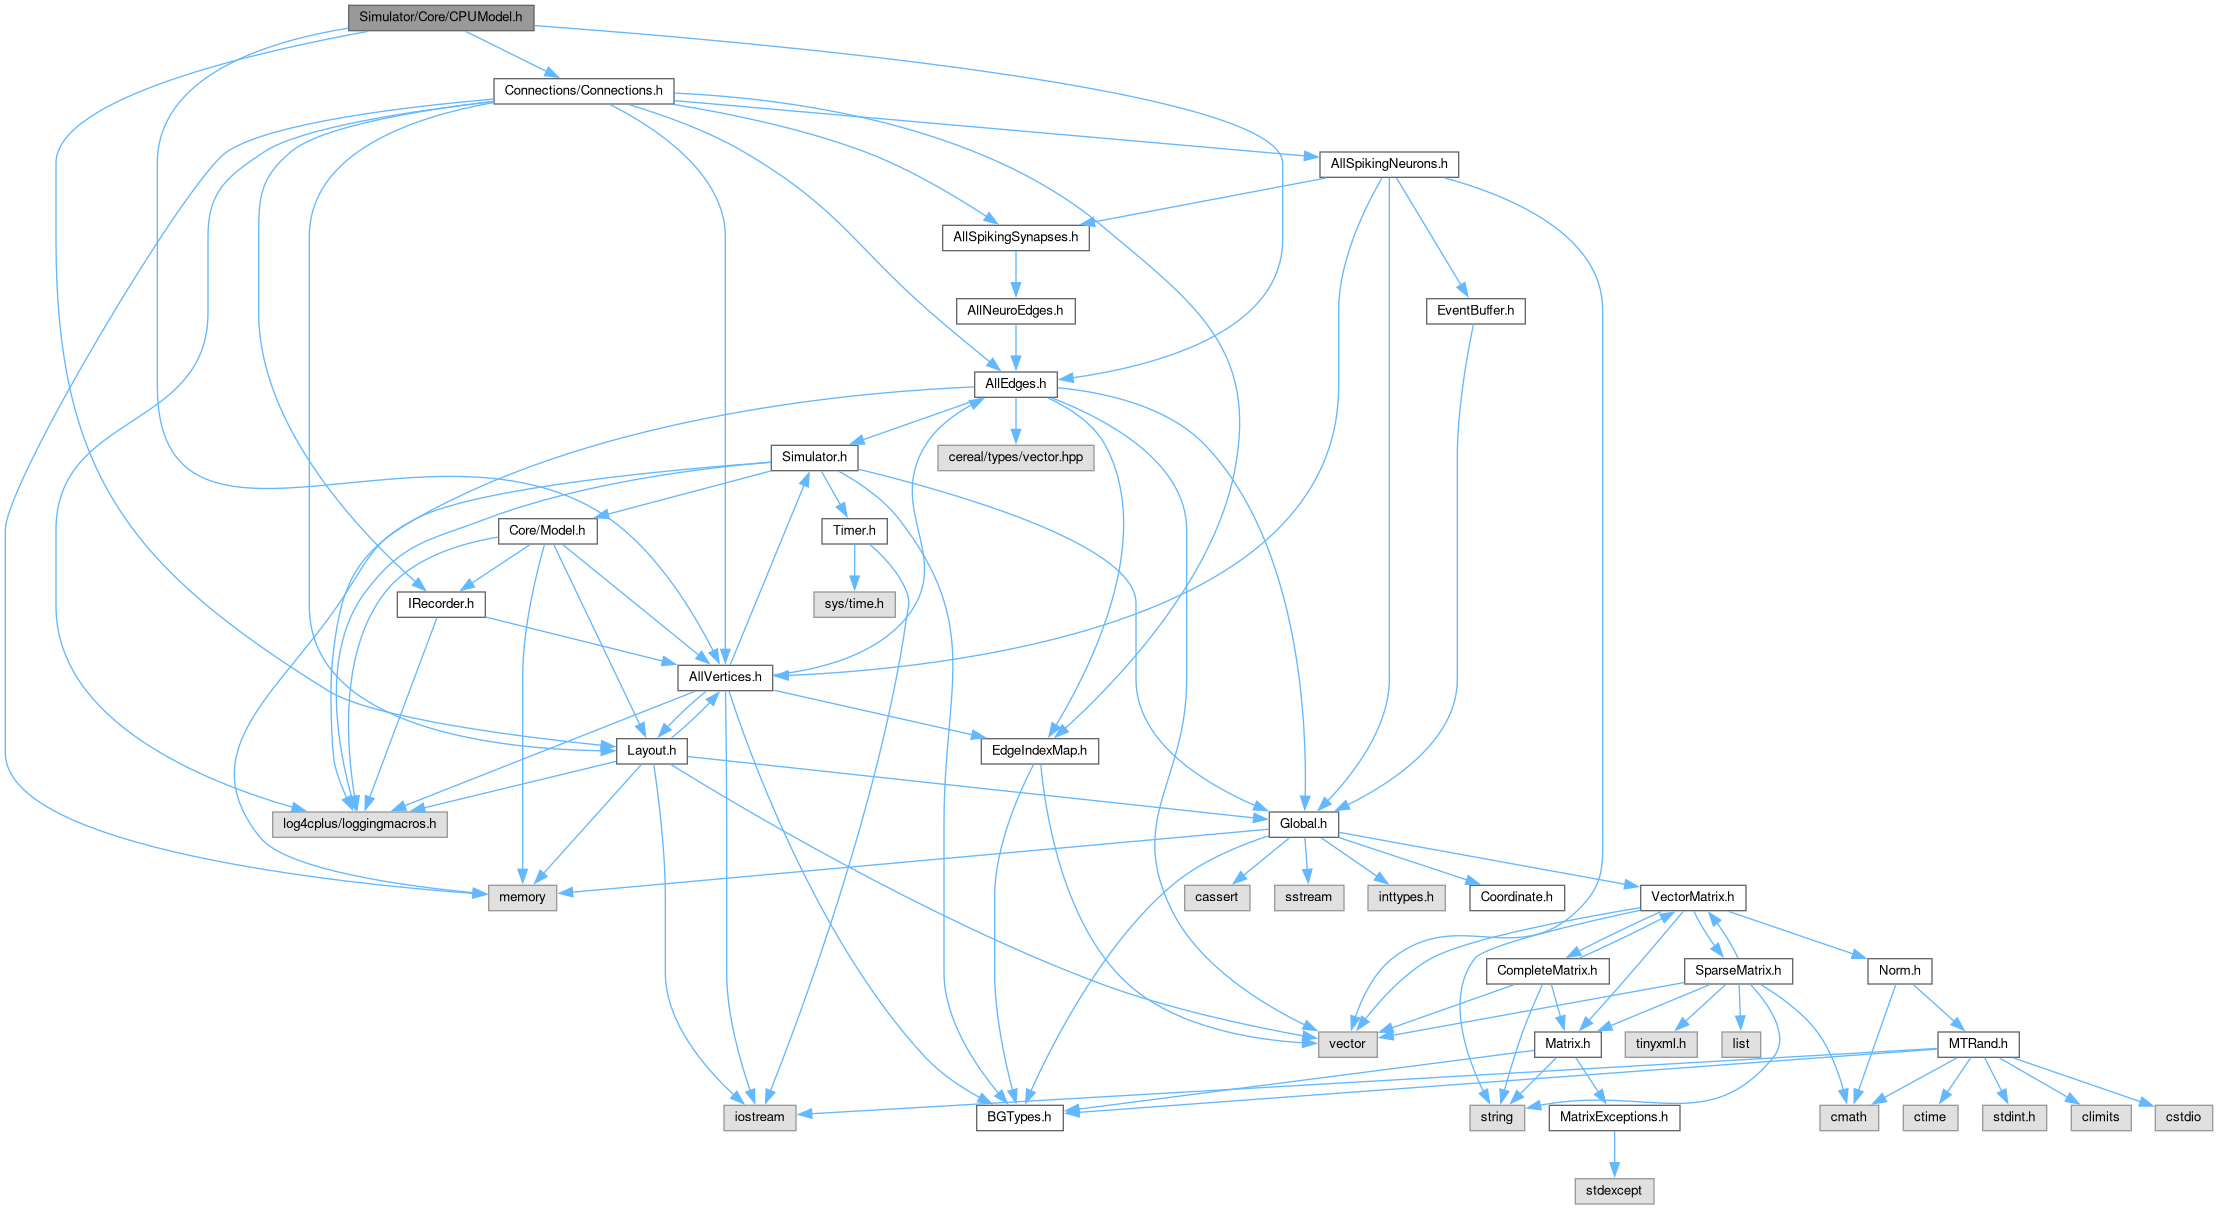 Simulator/Core/CPUModel.h
Connections/Connections.h
AllSpikingNeurons.h
AllSpikingSynapses.h
AllNeuroEdges.h
EventBuffer.h
AllEdges.h
Simulator.h
cereal/types/vector.hpp
Core/Model.h
Timer.h
IRecorder.h
sys/time.h
AllVertices.h
Layout.h
EdgeIndexMap.h
log4cplus/loggingmacros.h
Global.h
memory
cassert
sstream
inttypes.h
Coordinate.h
VectorMatrix.h
CompleteMatrix.h
SparseMatrix.h
Norm.h
vector
Matrix.h
tinyxml.h
list
MTRand.h
iostream
BGTypes.h
string
MatrixExceptions.h
cmath
ctime
stdint.h
climits
cstdio
stdexcept